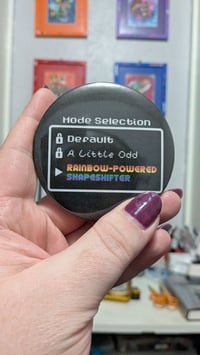 Mode Selection
Default
A Little Odd
RAINBOW-POWERED
SHAPESHIFTER